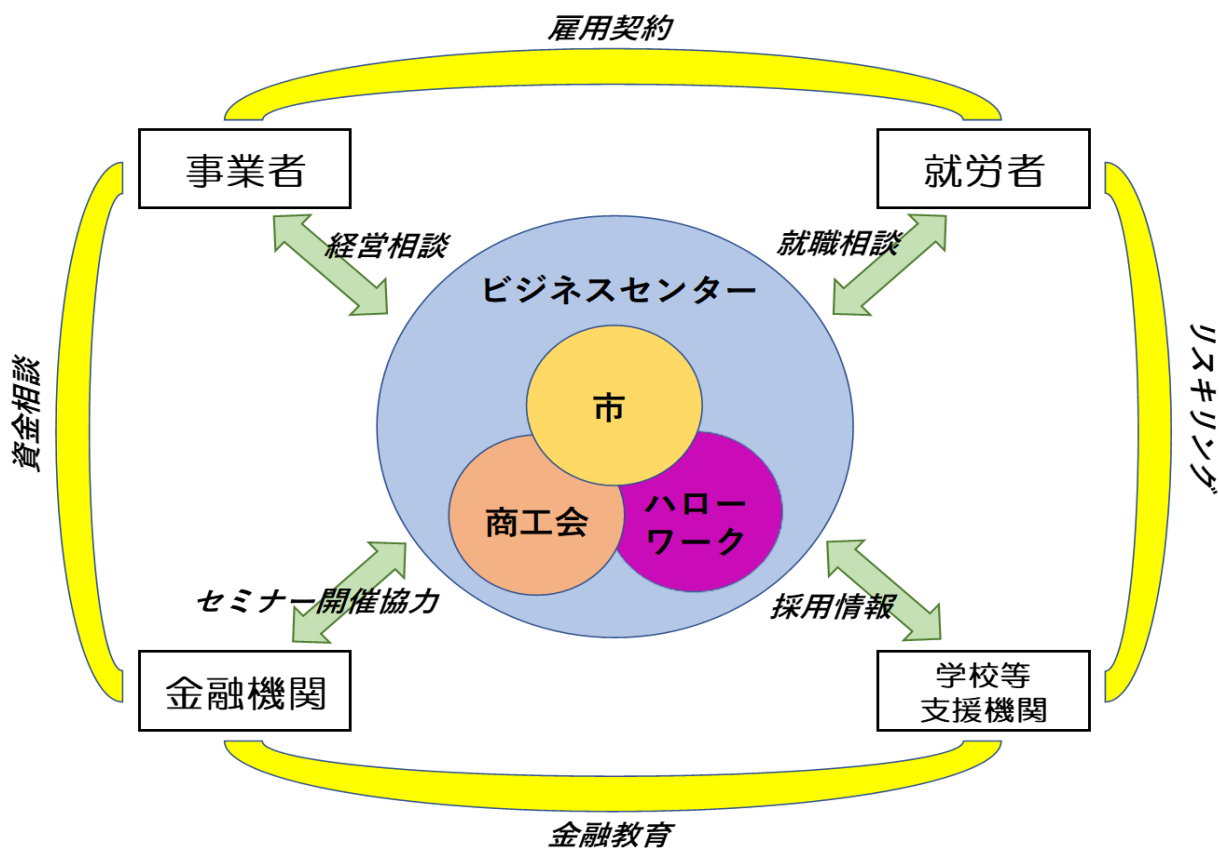 雇用契約
事業者
就労者
経営相談
就職相談
ビジネスセンター
資金相談
リスキリング
市
商工会
ハロー
ワーク
セミナー開催協力
採用情報
金融機関
学校等
支援機関
金融教育